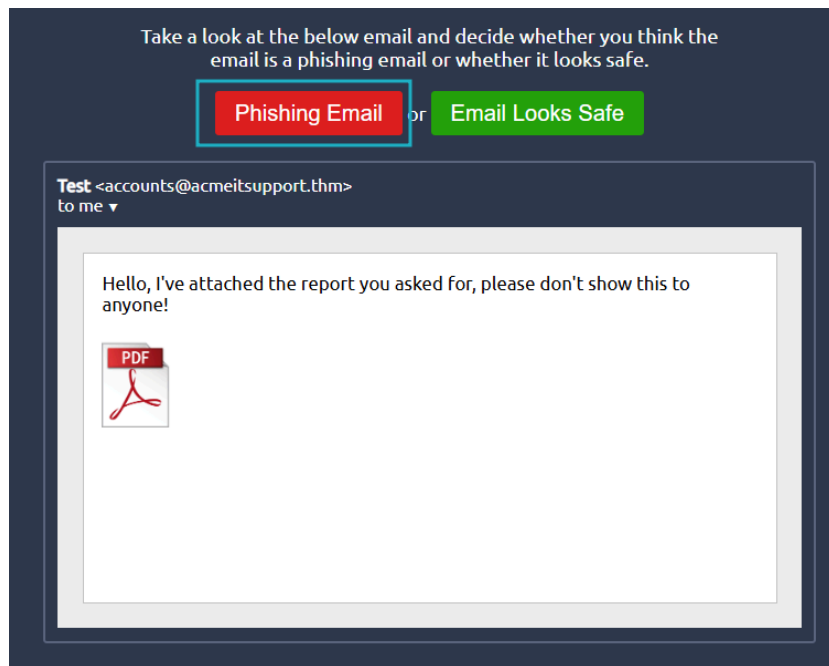 Take a look at the below email and decide whether you think the
email is a phishing email or whether it looks safe.
Phishing Email or Email Looks Safe
Test <accounts@acmeitsupport.thm>
to me ▾
Hello, I've attached the report you asked for, please don't show this to
anyone!
PDF